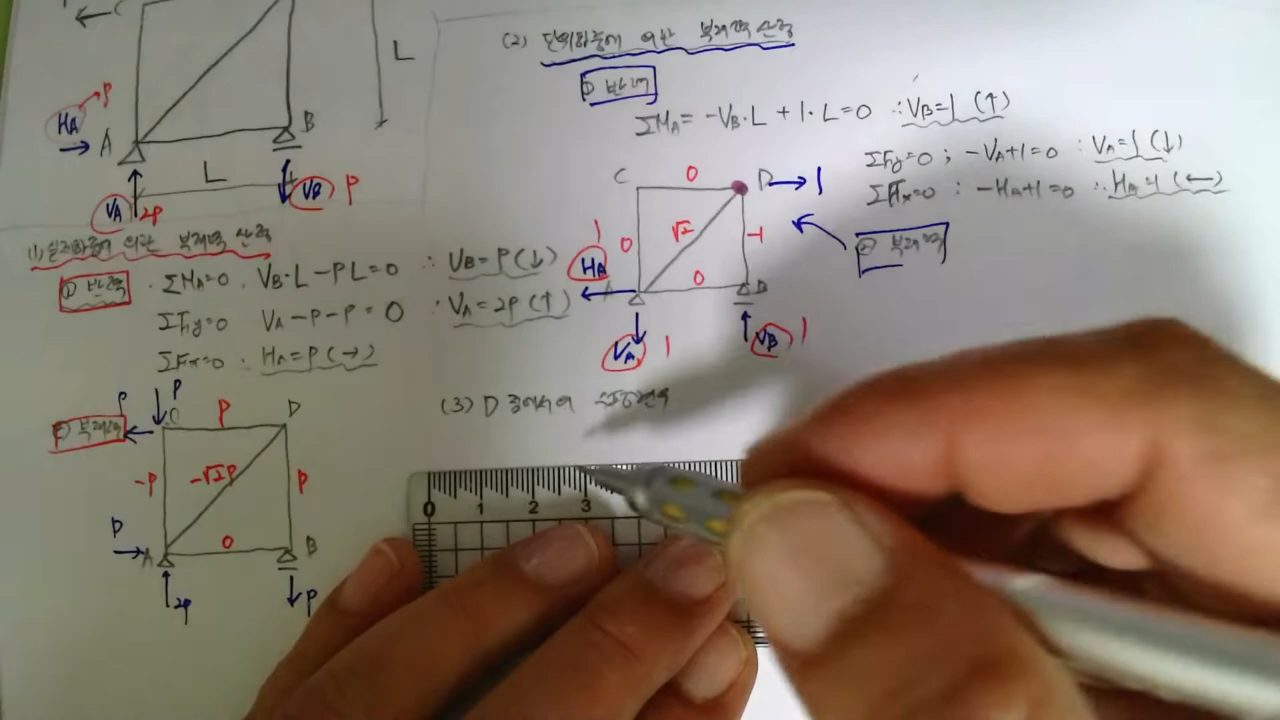 C
L
P
HA
A
B
L
VA
2P
VB
P
(1) 실제하중에 의한 부재력 산정
① 반력
· ΣMA=0 . VB·L-PL=0 ∴ VB=P(↓)
ΣFy=0 VA-P-P=0 ∴ VA=2P(↑)
ΣFx=0 : HA=P(→)
② 부재력
P
P
C
P
D
-P
-√2P
P
P
A
0
B
2P
P
(2) 단위하중에 의한 부재력 산정
① 반력
ΣMA=-VB·L+1·L=0 ∴VB=1(↑)
ΣFy=0 ; -VA+1=0 ∴ VA=1(↓)
ΣFx=0 : -HA+1=0 ∴ HA=1(←)
② 부재력
C
0
D
1
1
0
√2
-1
HA
A
0
B
VA
1
VB
1
(3) D 점에서의 수평변위
0
1
2
3